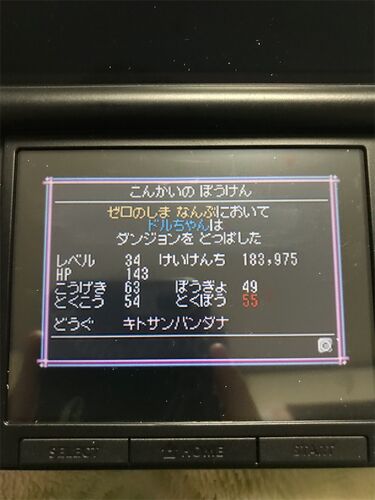 こんかいの ぼうけん
ゼロのしま なんぶにおいて
ドルちゃんは
ダンジョンを とっぱした
レベル 34 けいけんち 183,975
HP 143
こうげき 63 ぼうぎょ 49
とくこう 54 とくぼう 55
どうぐ キトサンバンダナ
SELECT HOME START